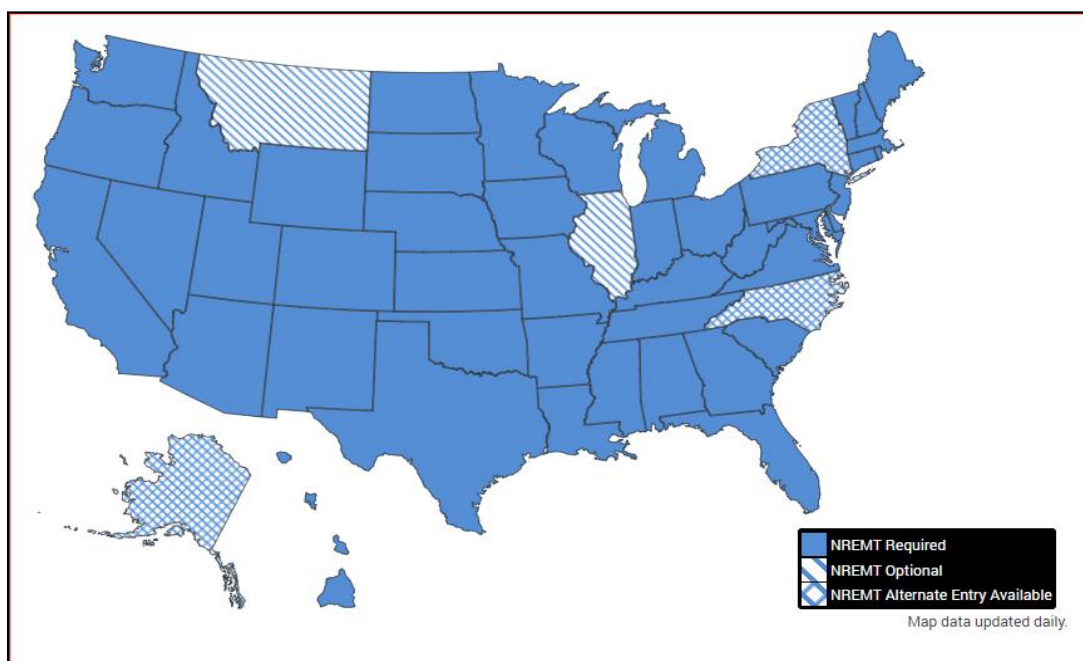 NREMT Required
NREMT Optional
NREMT Alternate Entry Available
Map data updated daily.